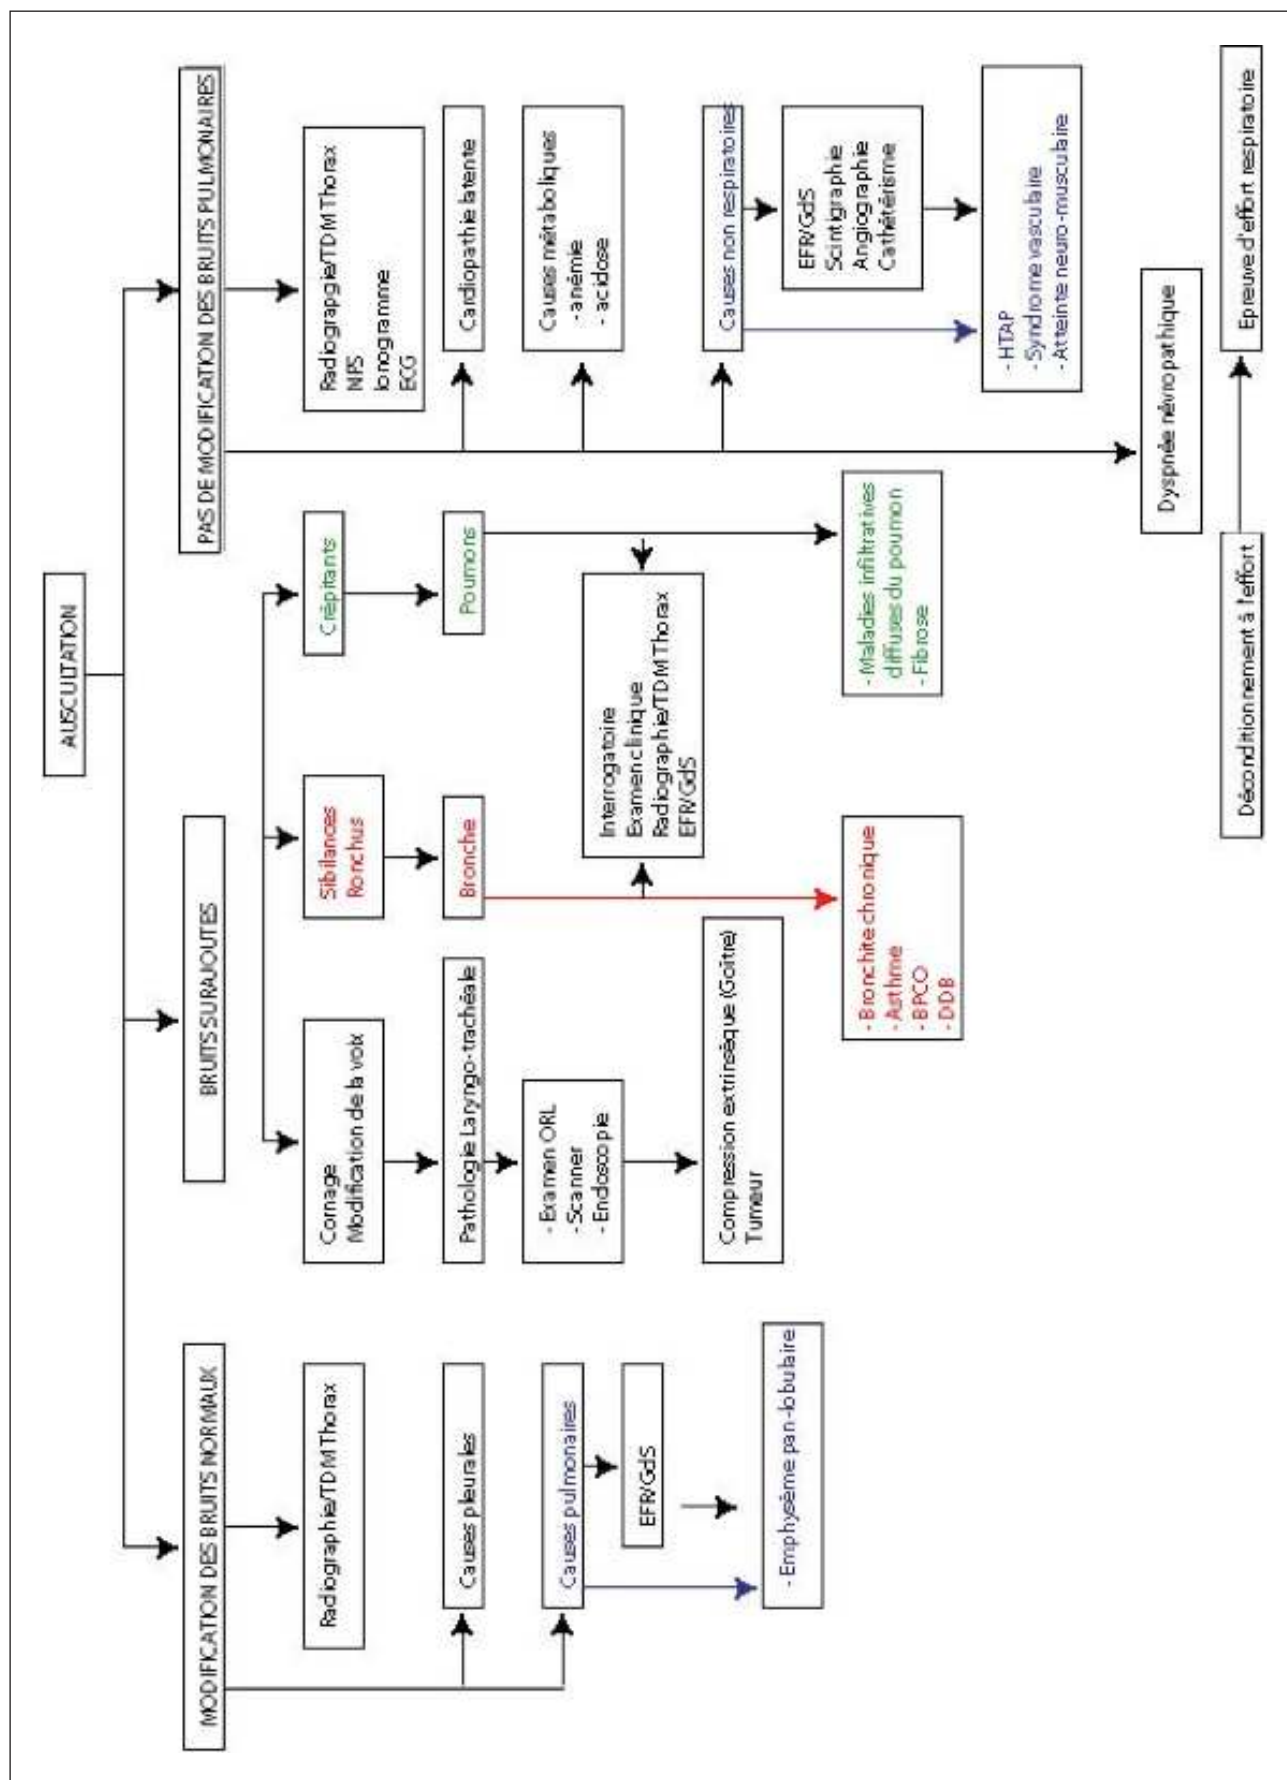 AUSCULTATION
MODIFICATION DES BRUITS NORMAUX
Radiographie/TDM Thorax
Causes pleurales
Causes pulmonaires
EFR/GdS
- Emphysème pan-lobulaire
BRUITS SURAJOUTES
Cornage
Modification de la voix
Pathologie Laryngo-trachéale
- Examen ORL
- Scanner
- Endoscopie
Compression extrinsèque (Goitre)
Tumeur
Sibilances
Ronchus
Bronche
Interrogatoire
Examen clinique
Radiographie/TDM Thorax
EFR/GdS
- Bronchite chronique
- Asthme
- BPCO
- DDB
Crépitants
Poumons
- Maladies infiltratives
diffuses du poumon
- Fibrose
PAS DE MODIFICATION DES BRUITS PULMONAIRES
Radiograpgie/TDM Thorax
NFS
Ionogramme
ECG
Cardiopathie latente
Causes métaboliques
- anémie
- acidose
Causes non respiratoires
EFR/GdS
Scintigraphie
Angiographie
Cathétérisme
- HTAP
- Syndrome vasculaire
- Atteinte neuro-musculaire
Dyspnée névropathique
Déconditionnement à l'effort
Epreuve d'effort respiratoire